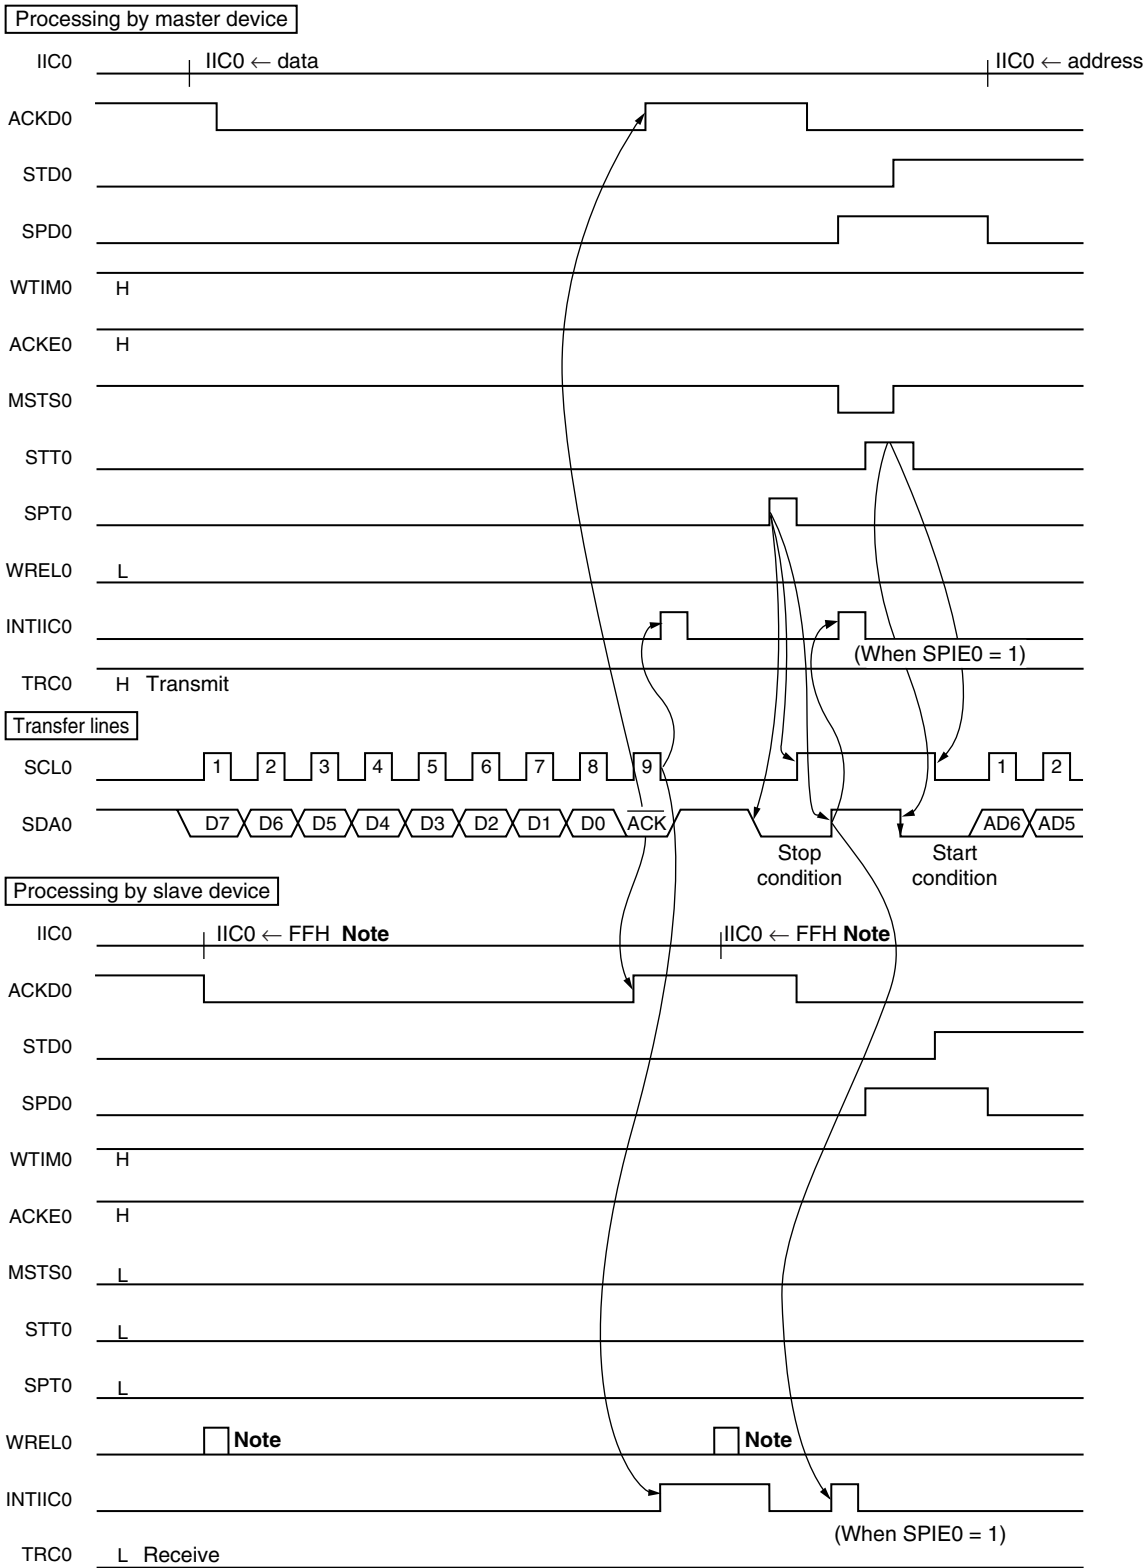 Processing by master device
IIC0 IIC0 ← data IIC0 ← address
ACKD0
STD0
SPD0
WTIM0 H
ACKE0 H
MSTS0
STT0
SPT0
WREL0 L
INTIIC0
(When SPIE0 = 1)
TRC0 H Transmit
Transfer lines
SCL0 1 2 3 4 5 6 7 8 9 1 2
SDA0 D7 D6 D5 D4 D3 D2 D1 D0 ACK AD6 AD5
Stop condition
Start condition
Processing by slave device
IIC0 IIC0 ← FFH Note IIC0 ← FFH Note
ACKD0
STD0
SPD0
WTIM0 H
ACKE0 H
MSTS0 L
STT0 L
SPT0 L
WREL0 Note Note
INTIIC0
(When SPIE0 = 1)
TRC0 L Receive